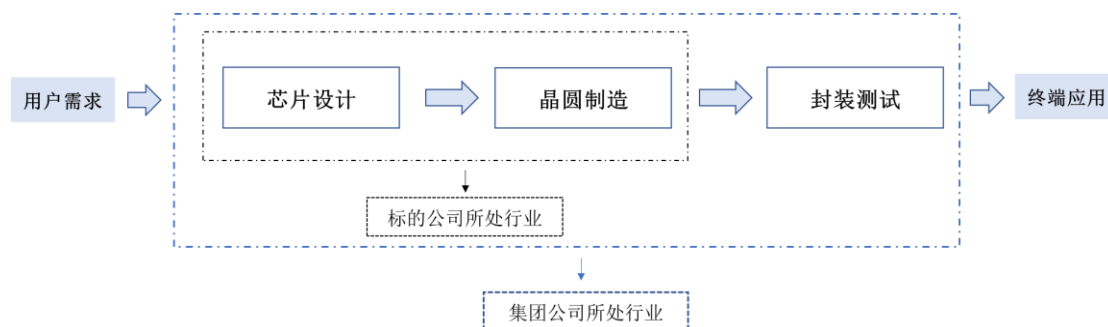 用户需求
芯片设计
晶圆制造
封装测试
终端应用
标的公司所处行业
集团公司所处行业